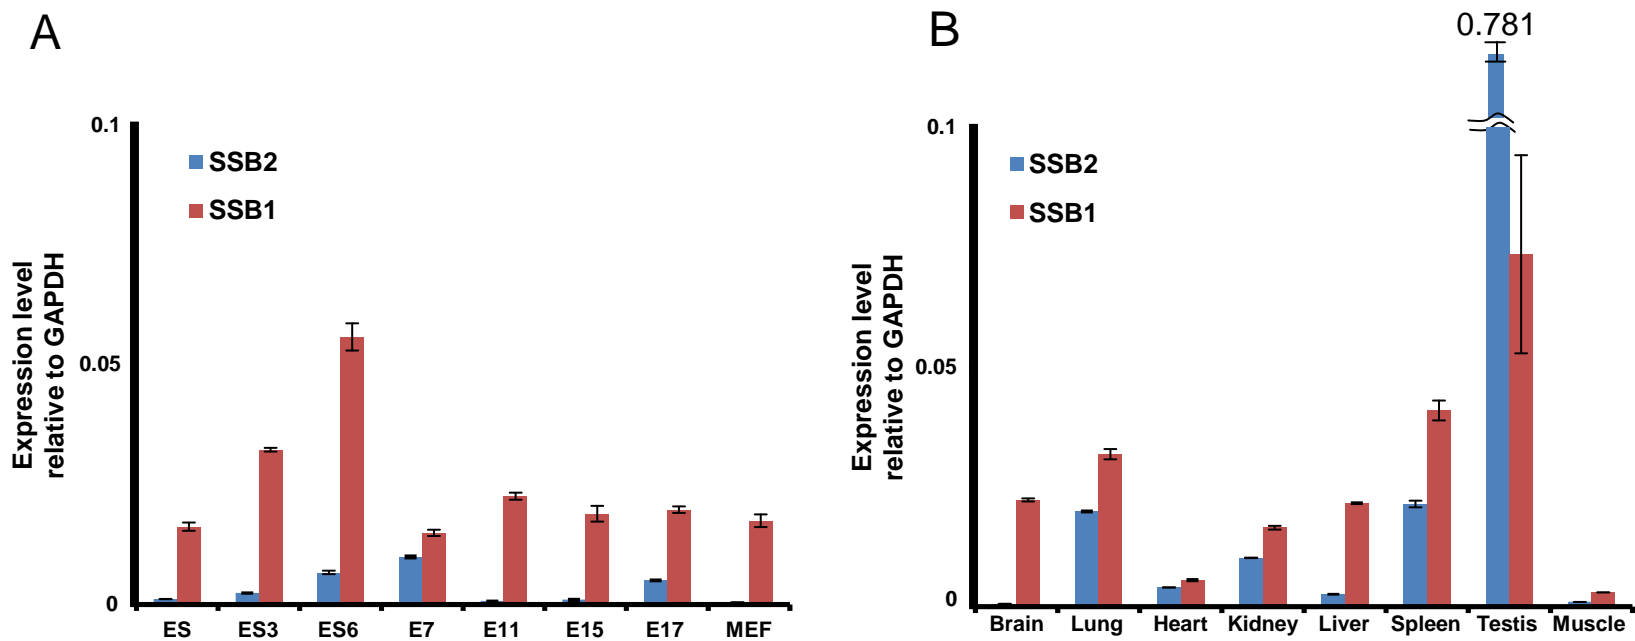 A
0.1
SSB2
SSB1
Expression level
relative to GAPDH
0.05
0
ES ES3 ES6 E7 E11 E15 E17 MEF
B
0.781
0.1
SSB2
SSB1
Expression level
relative to GAPDH
0.05
0
Brain Lung Heart Kidney Liver Spleen Testis Muscle